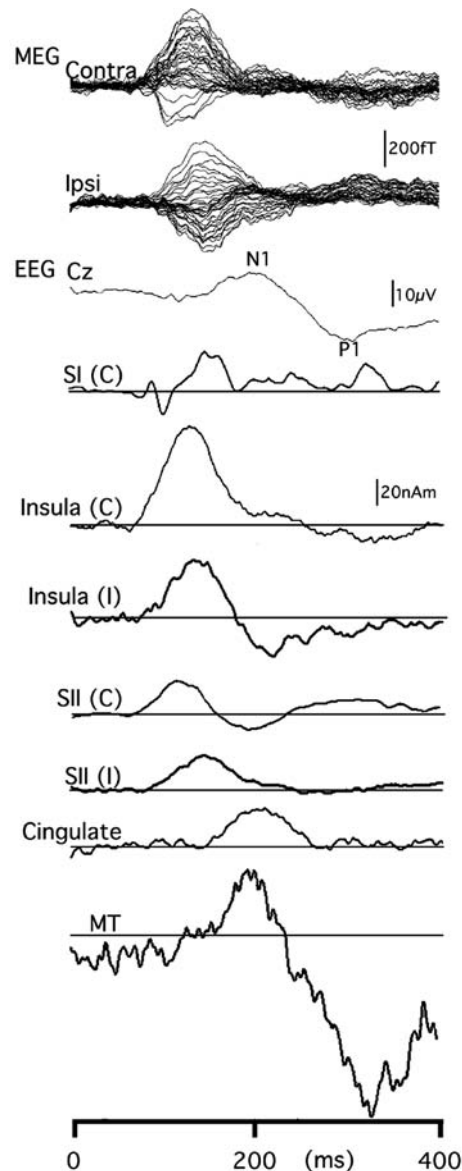 MEG Contra
200fT
Ipsi
EEG Cz
N1
10μV
P1
SI (C)
20nAm
Insula (C)
Insula (I)
SII (C)
SII (I)
Cingulate
MT
0 200 (ms) 400